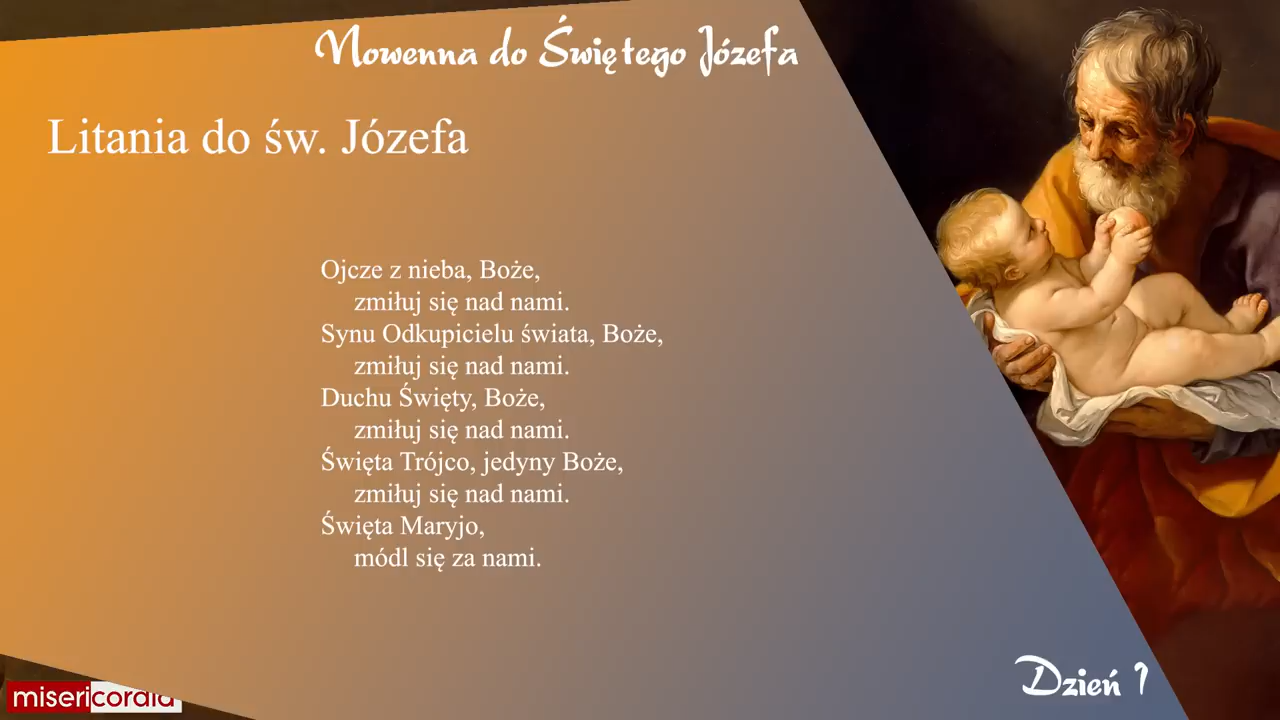 Nowenna do Świętego Józefa
Litania do św. Józefa
Ojcze z nieba, Boże,
zmiłuj się nad nami.
Synu Odkupicielu świata, Boże,
zmiłuj się nad nami.
Duchu Święty, Boże,
zmiłuj się nad nami.
Święta Trójco, jedyny Boże,
zmiłuj się nad nami.
Święta Maryjo,
módl się za nami.
Dzień 1
misericordia